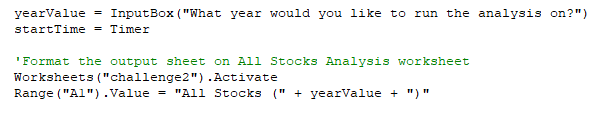 yearValue = InputBox("What year would you like to run the analysis on?")
startTime = Timer
'Format the output sheet on All Stocks Analysis worksheet
Worksheets("challenge2").Activate
Range("A1").Value = "All Stocks (" + yearValue + ")"